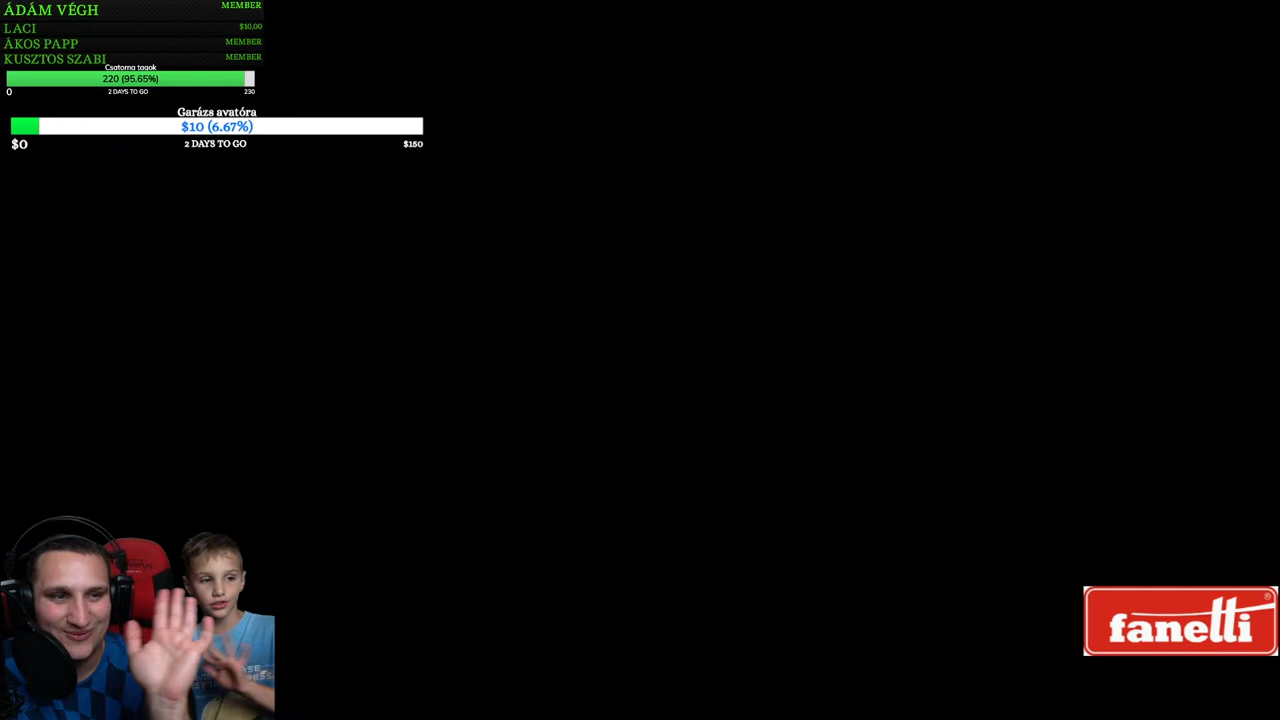 ÁDÁM VÉGH MEMBER
LACI $10.00
ÁKOS PAPP MEMBER
KUSZTOS SZABI MEMBER
Csatorna tagok
220 (95.65%)
0 2 DAYS TO GO 230
Garázs avatóra
$10 (6.67%)
$0 2 DAYS TO GO $150
fanelli®